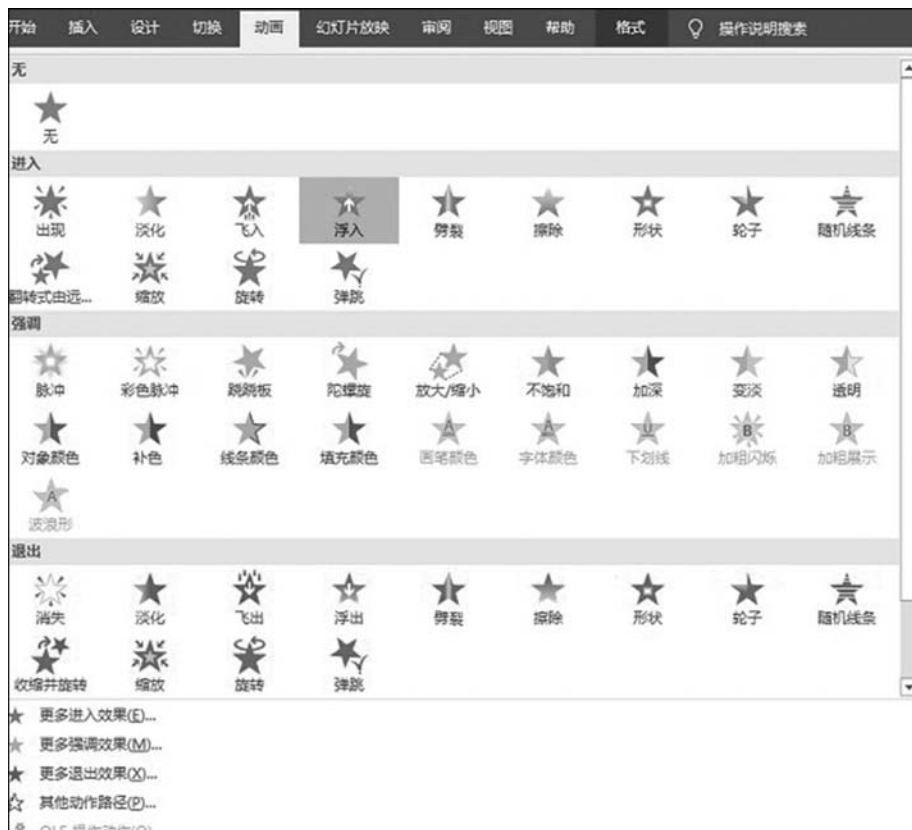 开始 插入 设计 切换 动画 幻灯片放映 审阅 视图 帮助 格式 操作说明搜索
无
无
进入
出现 淡化 飞入 浮入 劈裂 擦除 形状 轮子 随机线条
翻转式由远... 缩放 旋转 弹跳
强调
脉冲 彩色脉冲 跷跷板 陀螺旋 放大/缩小 不饱和 加深 变淡 透明
对象颜色 补色 线条颜色 填充颜色 画笔颜色 字体颜色 下划线 加粗闪烁 加粗展示
波浪形
退出
消失 淡化 飞出 浮出 劈裂 擦除 形状 轮子 随机线条
收缩并旋转 缩放 旋转 弹跳
更多进入效果(E)...
更多强调效果(M)...
更多退出效果(X)...
其他动作路径(P)...
OLE 操作动作(O)...